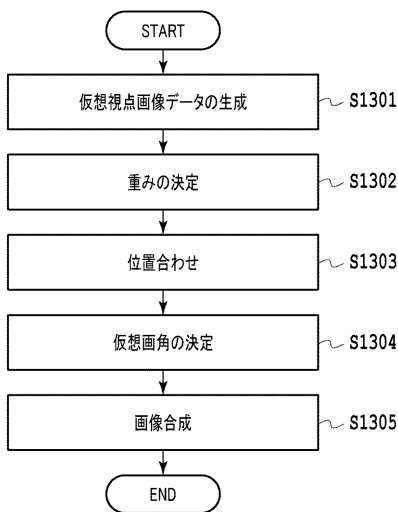 START
仮想視点画像データの生成
S1301
重みの決定
S1302
位置合わせ
S1303
仮想画角の決定
S1304
画像合成
S1305
END